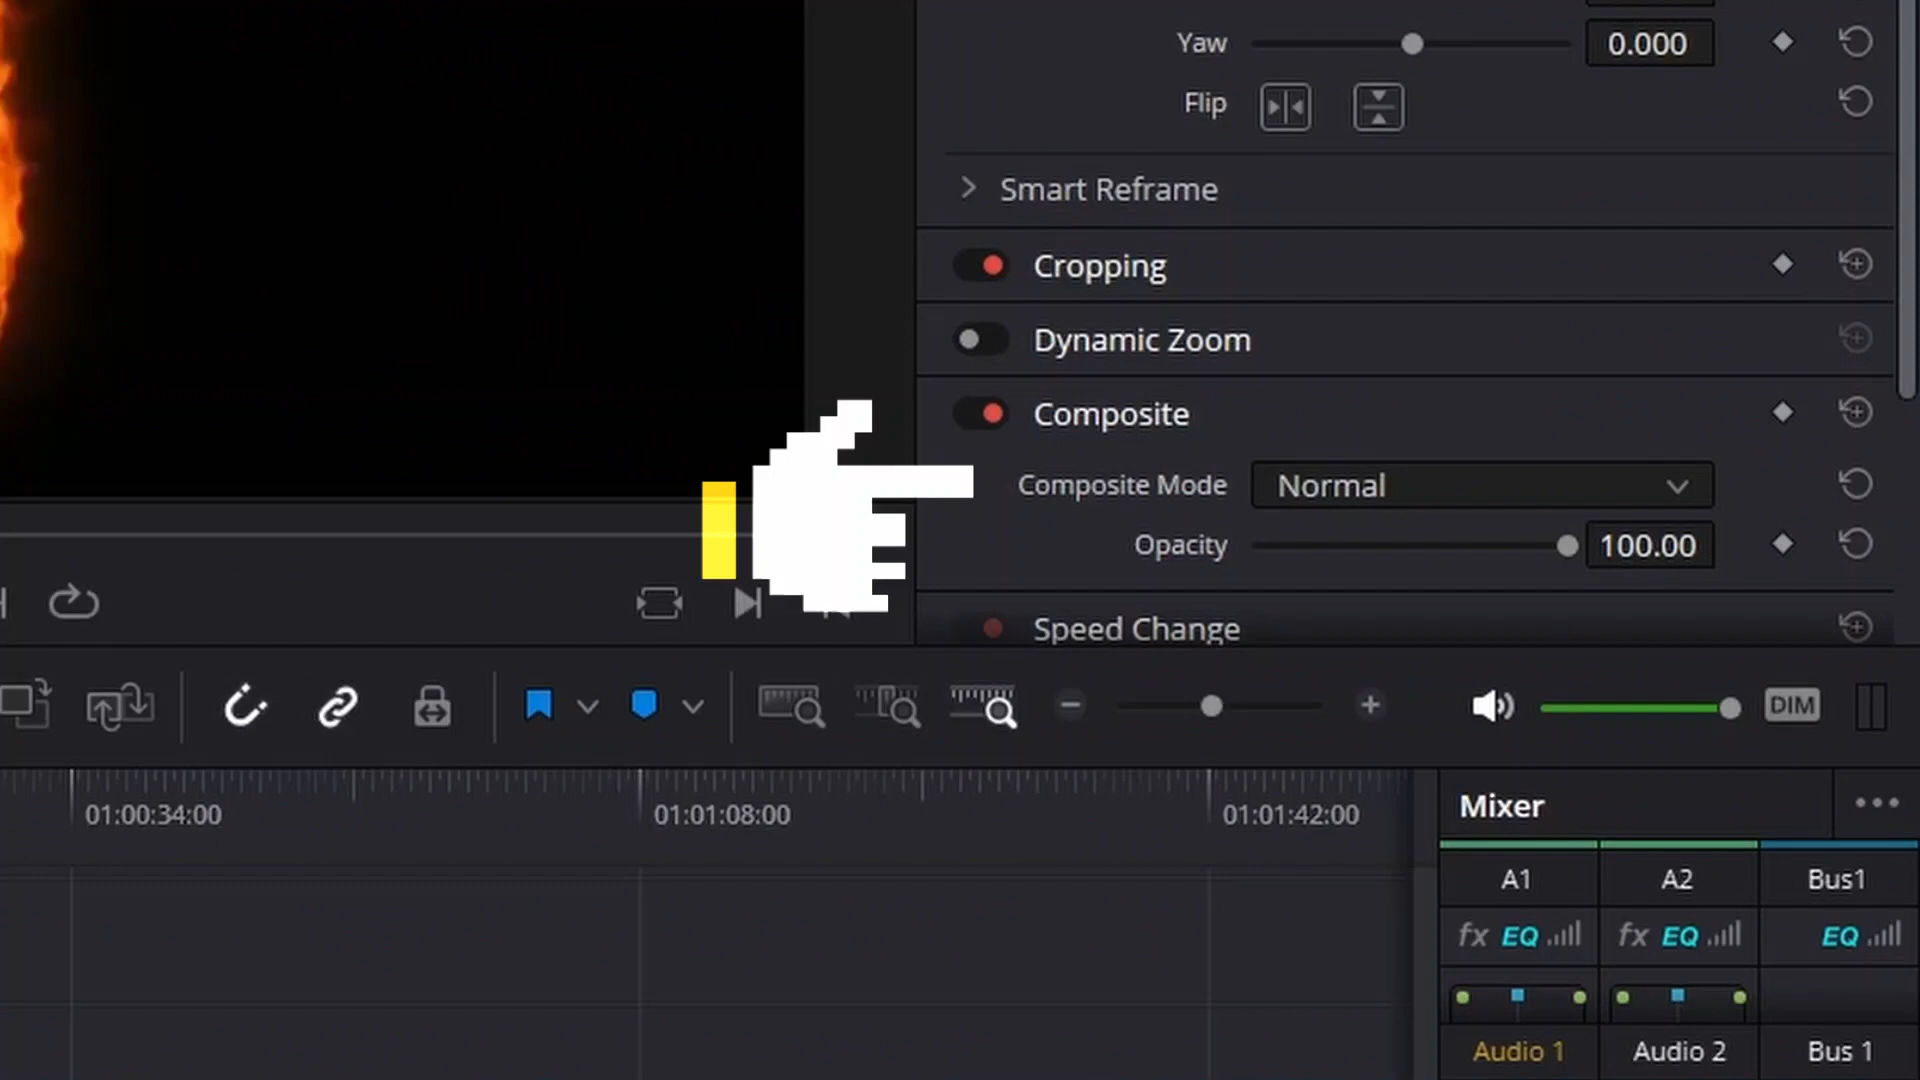 Yaw 0.000
Flip
Smart Reframe
Cropping
Dynamic Zoom
Composite
Composite Mode Normal
Opacity 100.00
Speed Change
DIM
01:00:34:00 01:01:08:00 01:01:42:00
Mixer
A1 A2 Bus1
fx EQ fx EQ EQ
Audio 1 Audio 2 Bus 1